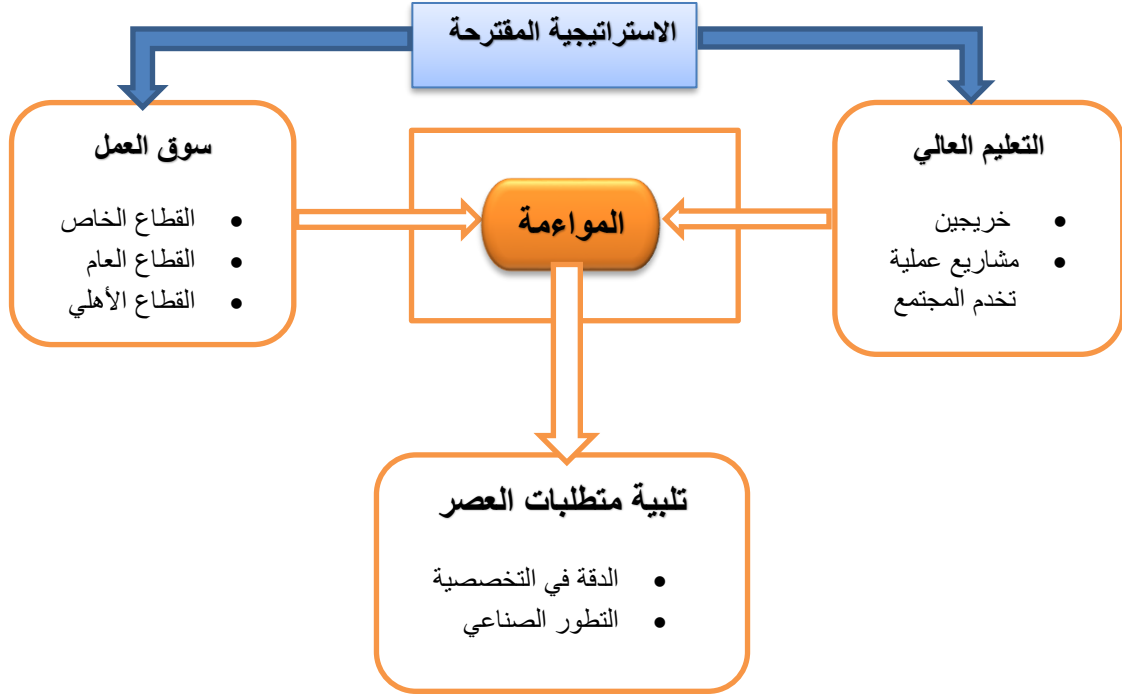 الاستراتيجية المقترحة
التعليم العالي
• خريجين
• مشاريع عملية
تخدم المجتمع
المواءمة
سوق العمل
• القطاع الخاص
• القطاع العام
• القطاع الأهلي
تلبية متطلبات العصر
• الدقة في التخصصية
• التطور الصناعي